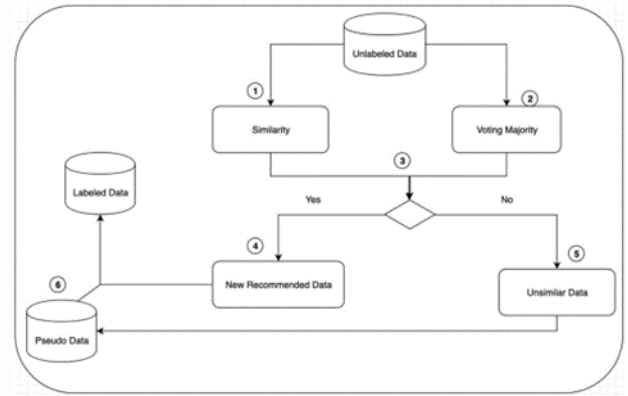 Unlabeled Data
1
2
Similarity
Voting Majority
3
Labeled Data
Yes
No
4
5
6
New Recommended Data
Unsimilar Data
Pseudo Data